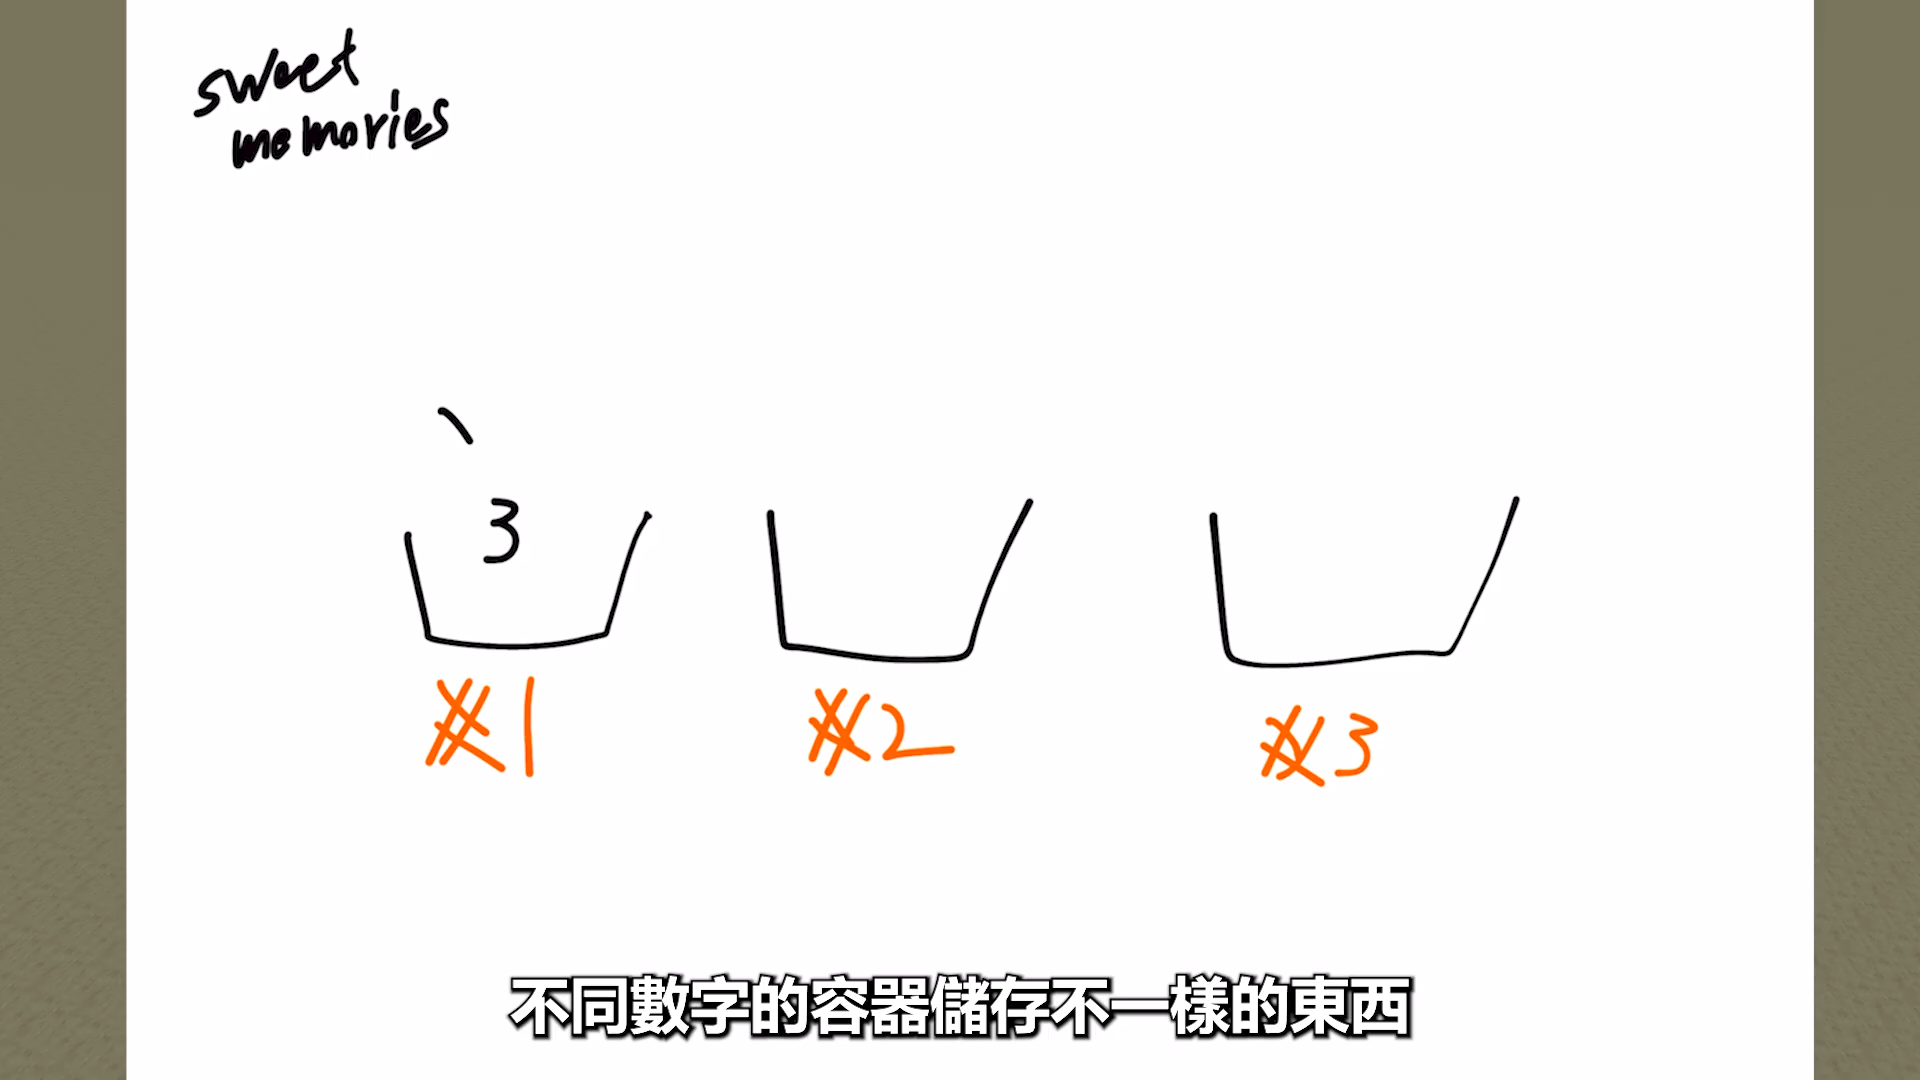 sweet
memories
3
#1 #2 #3
不同數字的容器儲存不一樣的東西